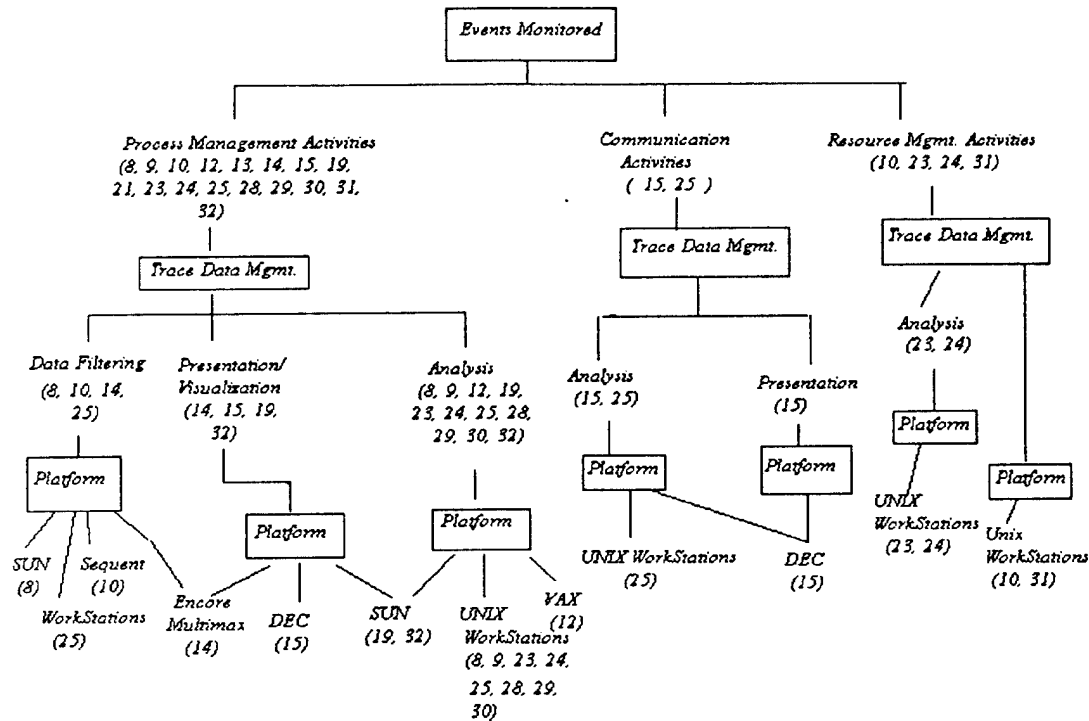 Events Monitored
Process Management Activities
(8, 9, 10, 12, 13, 14, 15, 19,
21, 23, 24, 25, 28, 29, 30, 31,
32)
Communication
Activities
( 15, 25 )
Resource Mgmt. Activities
(10, 23, 24, 31)
Trace Data Mgmt.
Trace Data Mgmt.
Trace Data Mgmt.
Data Filtering
(8, 10, 14,
25)
Presentation/
Visualization
(14, 15, 19,
32)
Analysis
(8, 9, 12, 19,
23, 24, 25, 28,
29, 30, 32)
Analysis
(15, 25)
Presentation
(15)
Analysis
(23, 24)
Platform
Platform
Platform
Platform
Platform
Platform
Platform
SUN
(8)
Sequent
(10)
WorkStations
(25)
Encore
Multimax
(14)
DEC
(15)
SUN
(19, 32)
UNIX
WorkStations
(8, 9, 23, 24,
25, 28, 29,
30)
VAX
(12)
UNIX WorkStations
(25)
DEC
(15)
UNIX
WorkStations
(23, 24)
Unix
WorkStations
(10, 31)